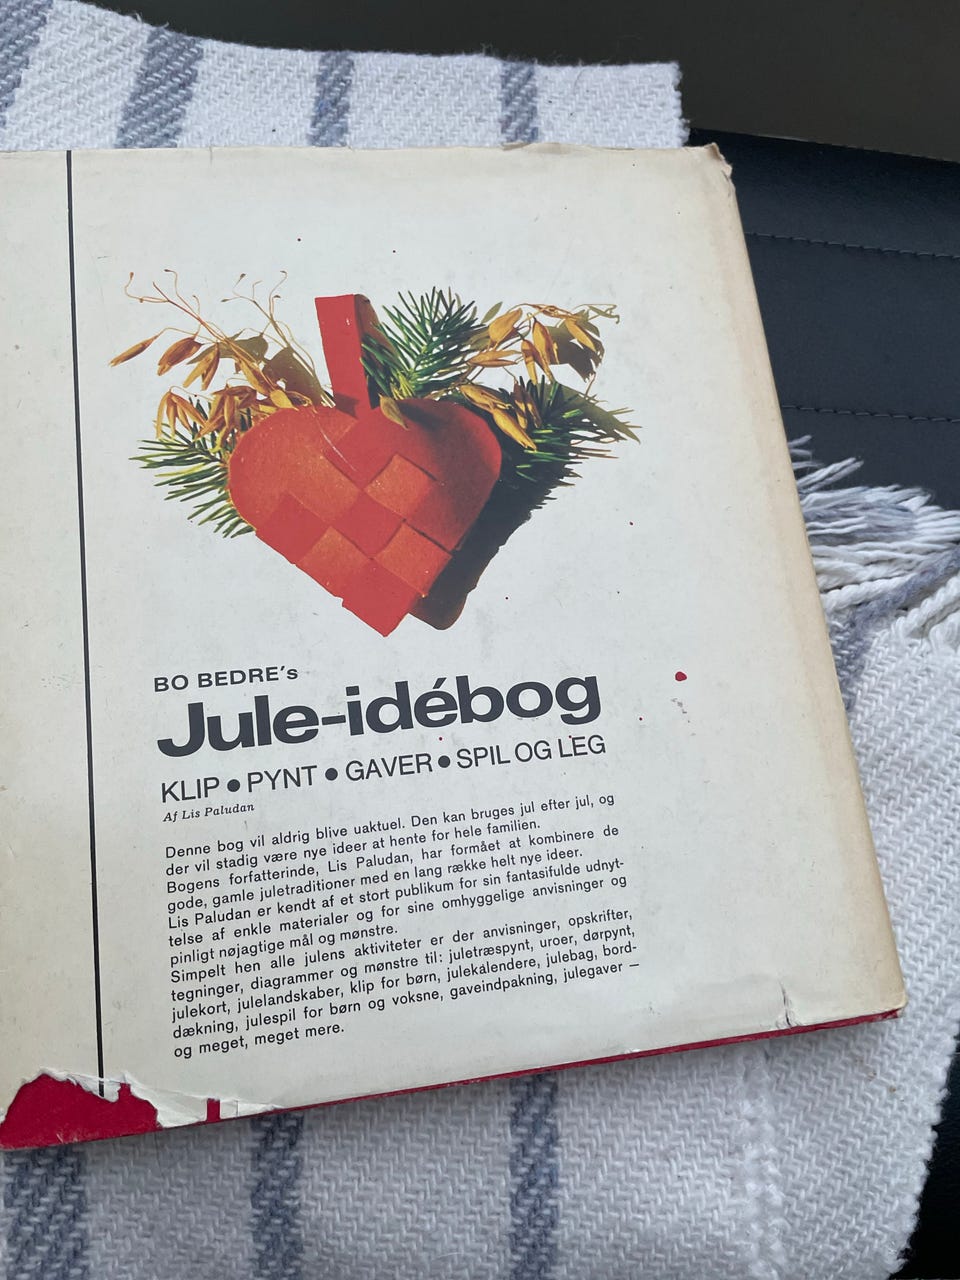 BO BEDRE's
Jule-idébog
KLIP ● PYNT ● GAVER ● SPIL OG LEG
Af Lis Paludan
Denne bog vil aldrig blive uaktuel. Den kan bruges jul efter jul, og
der vil stadig være nye ideer at hente for hele familien.
Bogens forfatterinde, Lis Paludan, har formået at kombinere de
gode, gamle juletraditioner med en lang række helt nye ideer.
Lis Paludan er kendt af et stort publikum for sin fantasifulde udnyt-
telse af enkle materialer og for sine omhyggelige anvisninger og
pinligt nøjagtige mål og mønstre.
Simpelt hen alle julens aktiviteter er der anvisninger, opskrifter,
tegninger, diagrammer og mønstre til: juletræspynt, uroer, dørpynt,
julekort, julelandskaber, klip for børn, julekalendere, julebag, bord-
dækning, julespil for børn og voksne, gaveindpakning, julegaver —
og meget, meget mere.